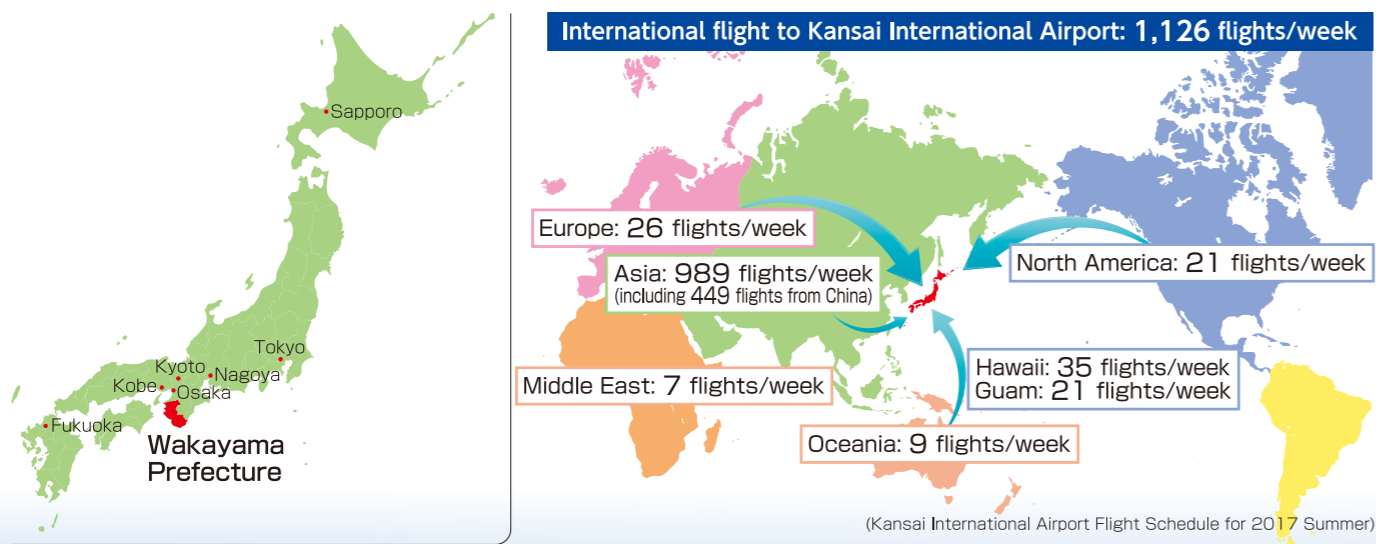 Sapporo
Tokyo
Kyoto
Nagoya
Kobe
Osaka
Fukuoka
Wakayama
Prefecture
International flight to Kansai International Airport: 1,126 flights/week
Europe: 26 flights/week
Asia: 989 flights/week
(including 449 flights from China)
North America: 21 flights/week
Middle East: 7 flights/week
Hawaii: 35 flights/week
Guam: 21 flights/week
Oceania: 9 flights/week
(Kansai International Airport Flight Schedule for 2017 Summer)